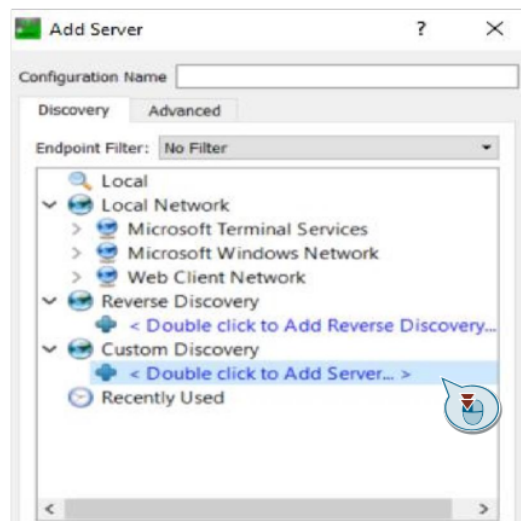 Add Server
Configuration Name
Discovery Advanced
Endpoint Filter: No Filter
Local
Local Network
Microsoft Terminal Services
Microsoft Windows Network
Web Client Network
Reverse Discovery
< Double click to Add Reverse Discovery...
Custom Discovery
< Double click to Add Server... >
Recently Used